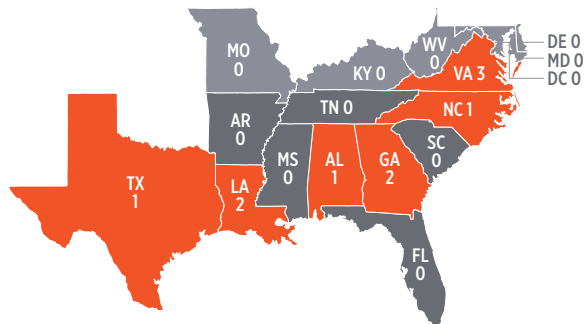 MO
0
WV
0
DE 0
MD 0
DC 0
KY 0
VA 3
TN 0
NC 1
AR
0
SC
0
MS
0
AL
1
GA
2
TX
1
LA
2
FL
0